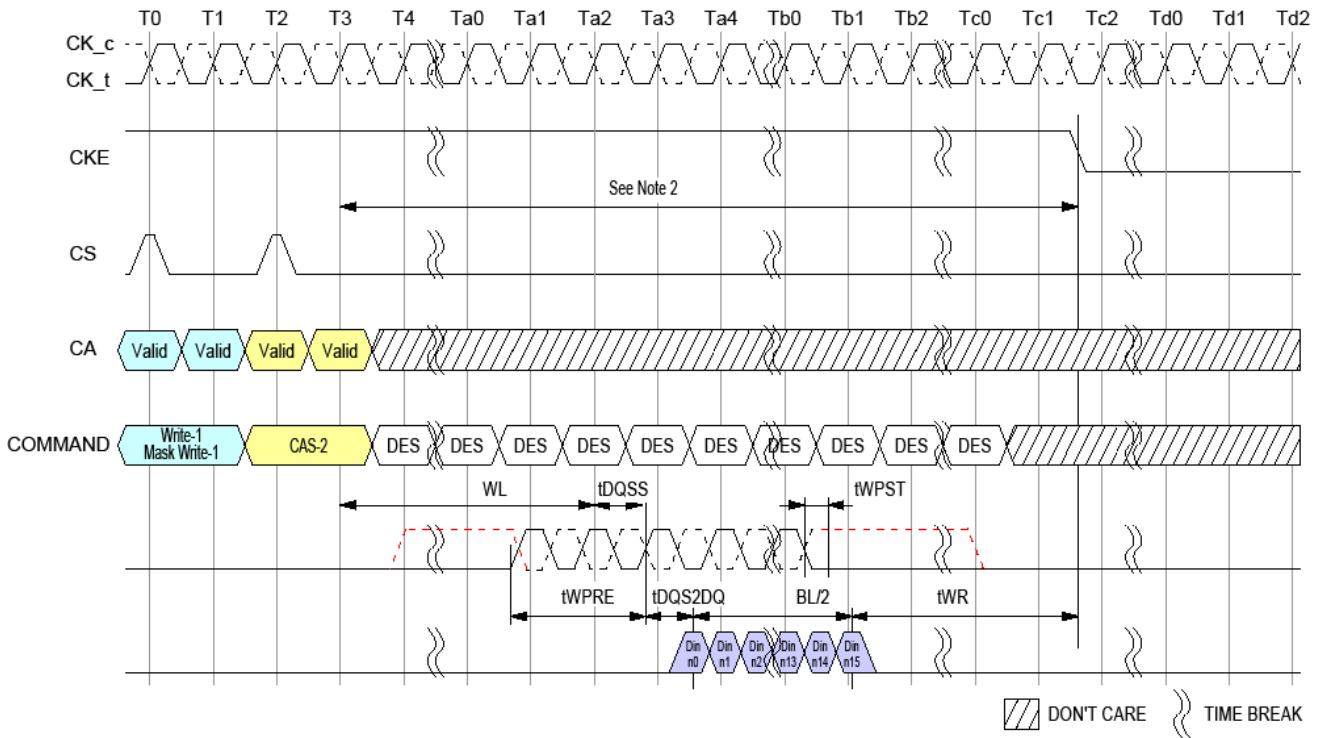 T0 T1 T2 T3 T4 Ta0 Ta1 Ta2 Ta3 Ta4 Tb0 Tb1 Tb2 Tc0 Tc1 Tc2 Td0 Td1 Td2
CK_c
CK_t
CKE
See Note 2
CS
CA Valid Valid Valid Valid
COMMAND Write-1 Mask Write-1 CAS-2 DES DES DES DES DES DES DES DES DES DES
WL tDQSS tWPST
tWPRE tDQS2DQ BL/2 tWR
Din n0 Din n1 Din n2 Din n13 Din n14 Din n15
DON'T CARE TIME BREAK